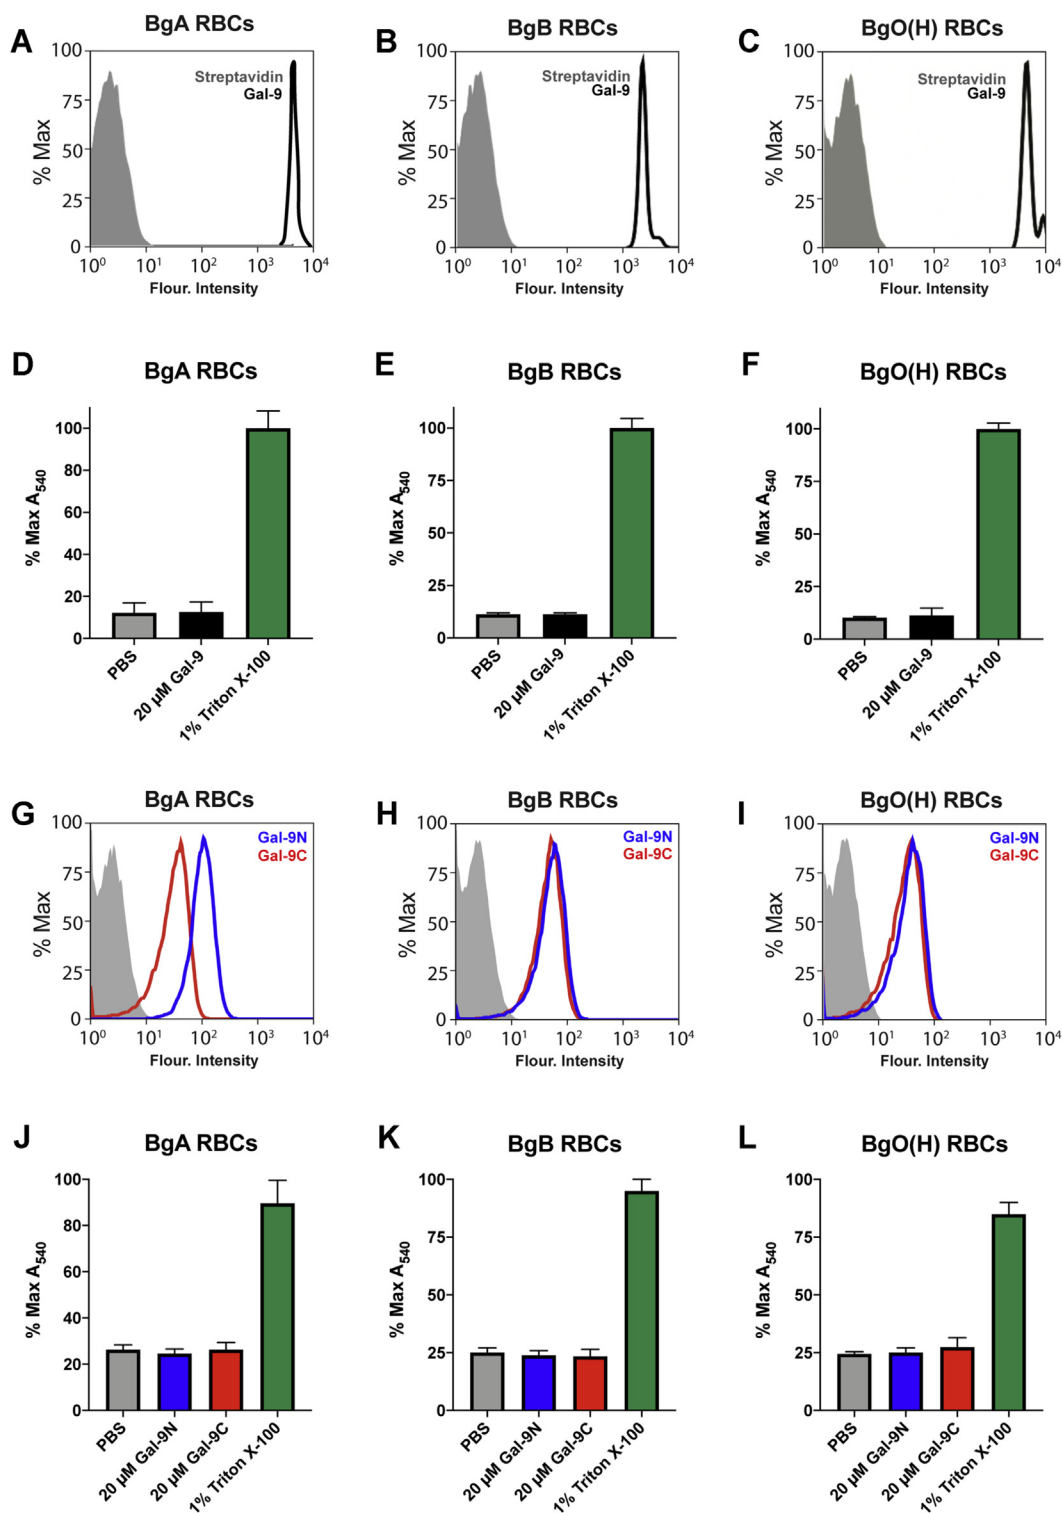 A
BgA RBCs
100
75
50
25
0
% Max
Streptavidin
Gal-9
10⁰ 10¹ 10² 10³ 10⁴
Flour. Intensity
B
BgB RBCs
100
75
50
25
0
% Max
Streptavidin
Gal-9
10⁰ 10¹ 10² 10³ 10⁴
Flour. Intensity
C
BgO(H) RBCs
100
75
50
25
0
% Max
Streptavidin
Gal-9
10⁰ 10¹ 10² 10³ 10⁴
Flour. Intensity
D
BgA RBCs
100
80
60
40
20
0
% Max A₅₄₀
PBS
20 µM Gal-9
1% Triton X-100
E
BgB RBCs
100
75
50
25
0
% Max A₅₄₀
PBS
20 µM Gal-9
1% Triton X-100
F
BgO(H) RBCs
100
75
50
25
0
% Max A₅₄₀
PBS
20 µM Gal-9
1% Triton X-100
G
BgA RBCs
100
75
50
25
0
% Max
Gal-9N
Gal-9C
10⁰ 10¹ 10² 10³ 10⁴
Flour. Intensity
H
BgB RBCs
100
75
50
25
0
% Max
Gal-9N
Gal-9C
10⁰ 10¹ 10² 10³ 10⁴
Flour. Intensity
I
BgO(H) RBCs
100
75
50
25
0
% Max
Gal-9N
Gal-9C
10⁰ 10¹ 10² 10³ 10⁴
Flour. Intensity
J
BgA RBCs
100
80
60
40
20
0
% Max A₅₄₀
PBS
20 µM Gal-9N
20 µM Gal-9C
1% Triton X-100
K
BgB RBCs
100
75
50
25
0
% Max A₅₄₀
PBS
20 µM Gal-9N
20 µM Gal-9C
1% Triton X-100
L
BgO(H) RBCs
100
75
50
25
0
% Max A₅₄₀
PBS
20 µM Gal-9N
20 µM Gal-9C
1% Triton X-100